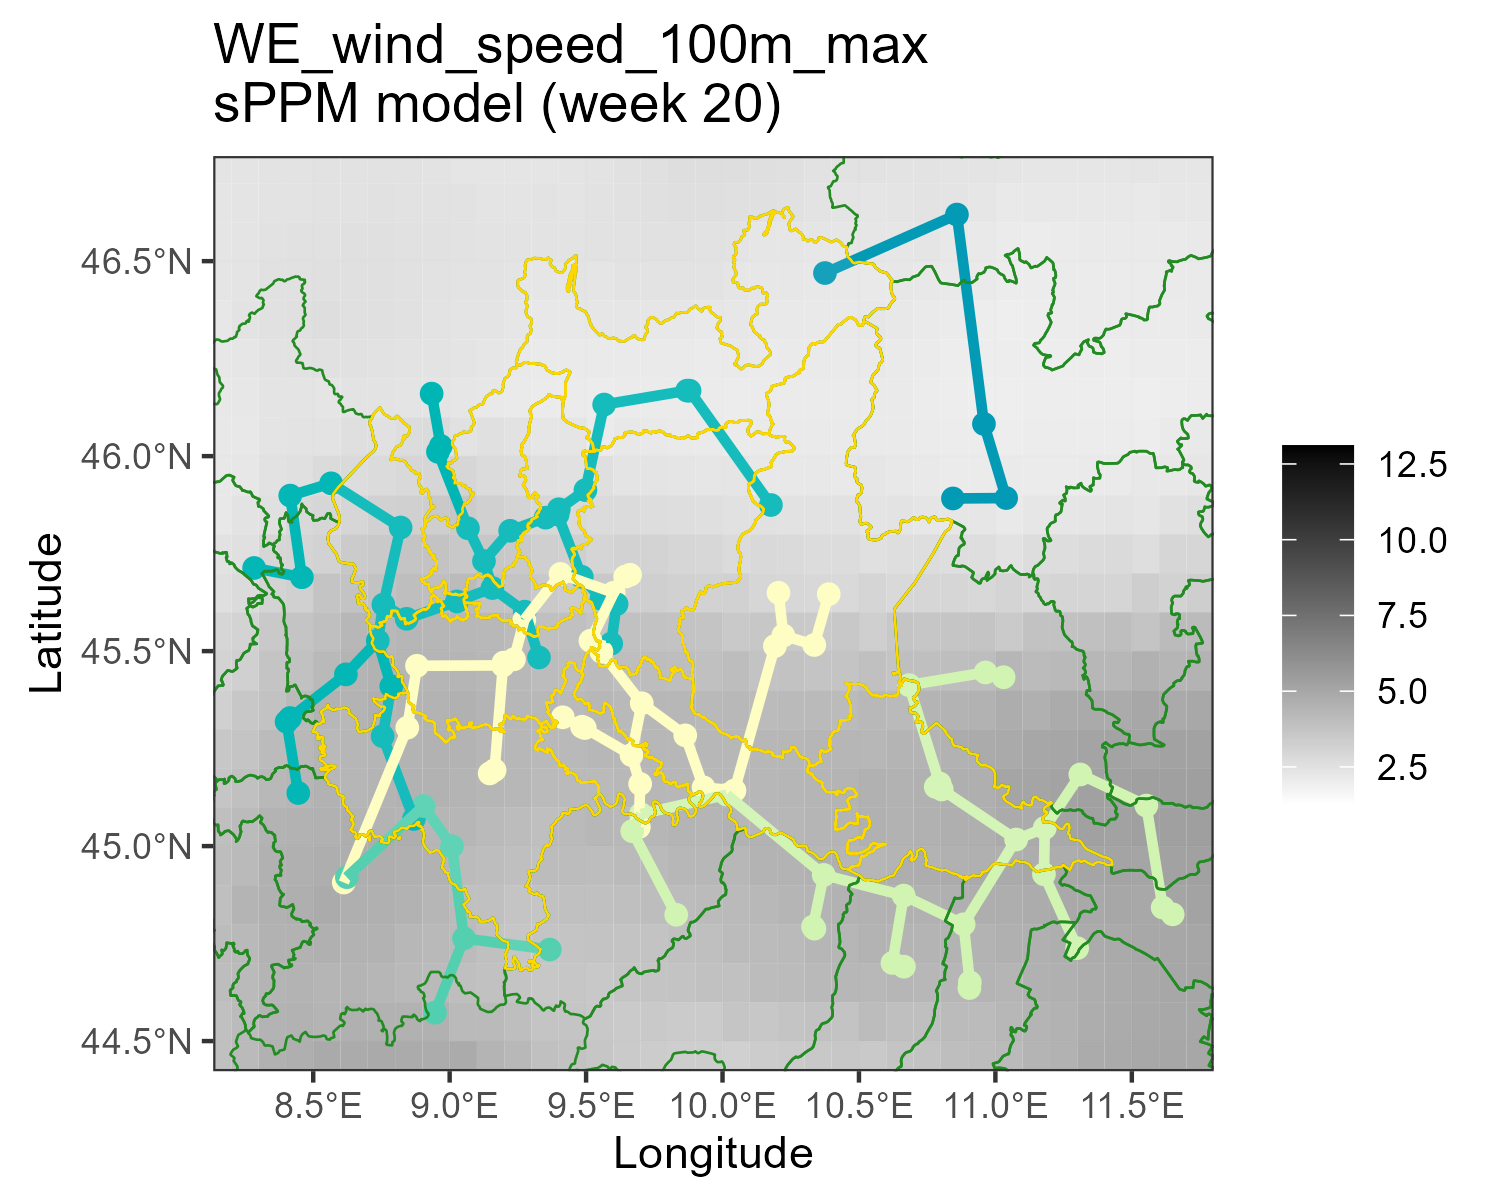 WE_wind_speed_100m_max
sPPM model (week 20)
46.5°N
46.0°N
45.5°N
45.0°N
44.5°N
Latitude
8.5°E 9.0°E 9.5°E 10.0°E 10.5°E 11.0°E 11.5°E
Longitude
12.5
10.0
7.5
5.0
2.5